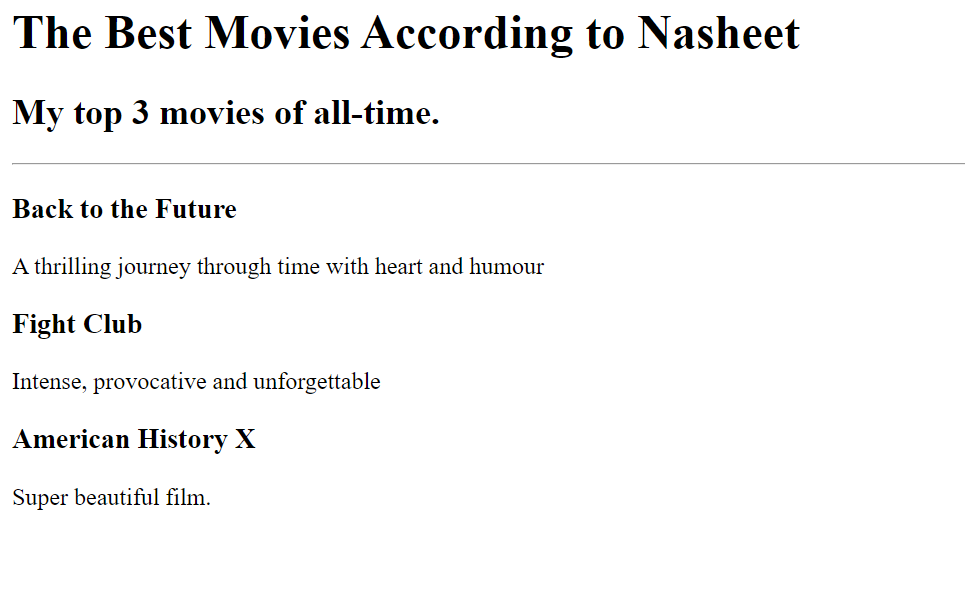 The Best Movies According to Nasheet
My top 3 movies of all-time.
Back to the Future
A thrilling journey through time with heart and humour
Fight Club
Intense, provocative and unforgettable
American History X
Super beautiful film.